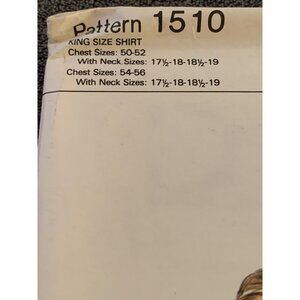 Pattern 1510
KING SIZE SHIRT
Chest Sizes: 50-52
With Neck Sizes: 17½-18-18½-19
Chest Sizes: 54-56
With Neck Sizes: 17½-18-18½-19